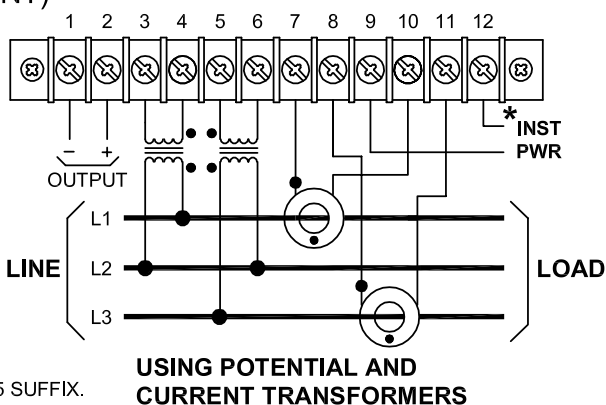 NT)
1 2 3 4 5 6 7 8 9 10 11 12
* INST
PWR
− +
OUTPUT
L1
LINE L2 LOAD
L3
USING POTENTIAL AND
5 SUFFIX. CURRENT TRANSFORMERS